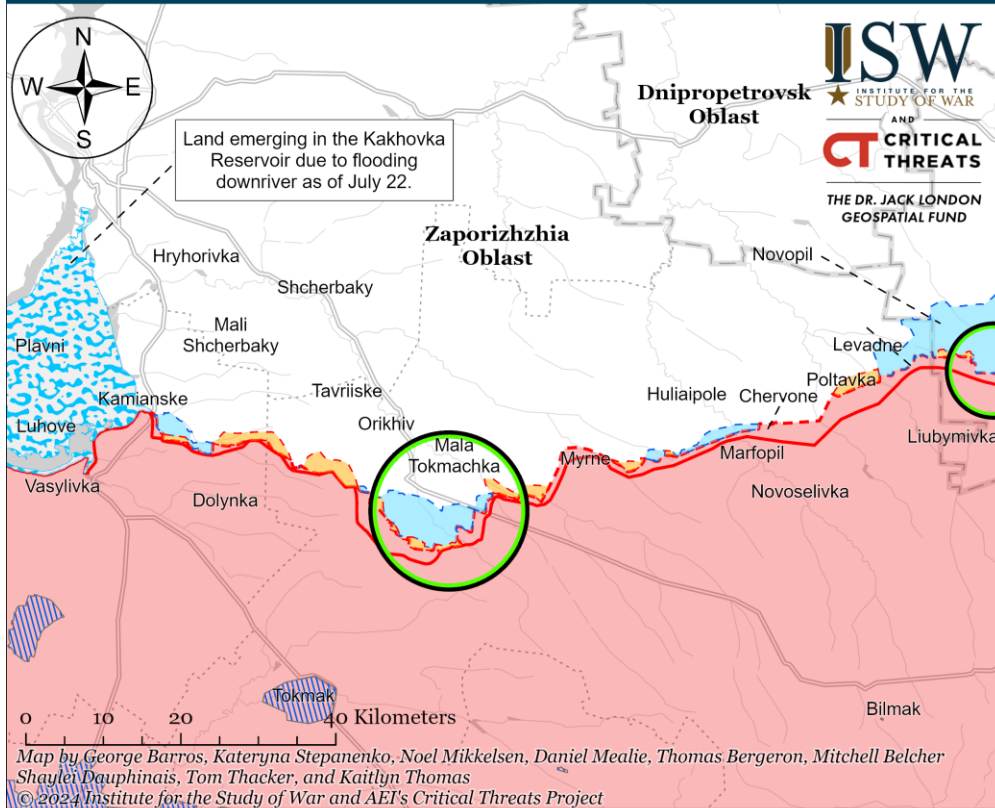 N
W E
S
ISW
INSTITUTE FOR THE
STUDY OF WAR
AND
CT CRITICAL
THREATS
THE DR. JACK LONDON
GEOSPATIAL FUND
Dnipropetrovsk
Oblast
Land emerging in the Kakhovka
Reservoir due to flooding
downriver as of July 22.
Zaporizhzhia
Oblast
Hryhorivka
Novopil
Shcherbaky
Mali
Shcherbaky
Plavni
Levadne
Tavriiske
Poltavka
Kamianske
Huliaipole
Chervone
Orikhiv
Luhove
Liubymivka
Mala
Tokmachka
Myrne
Marfopil
Vasylivka
Dolynka
Novoselivka
Tokmak
Bilmak
0 10 20 40 Kilometers
Map by George Barros, Kateryna Stepanenko, Noel Mikkelsen, Daniel Mealie, Thomas Bergeron, Mitchell Belcher
Shaylei Dauphinais, Tom Thacker, and Kaitlyn Thomas
© 2024 Institute for the Study of War and AEI's Critical Threats Project